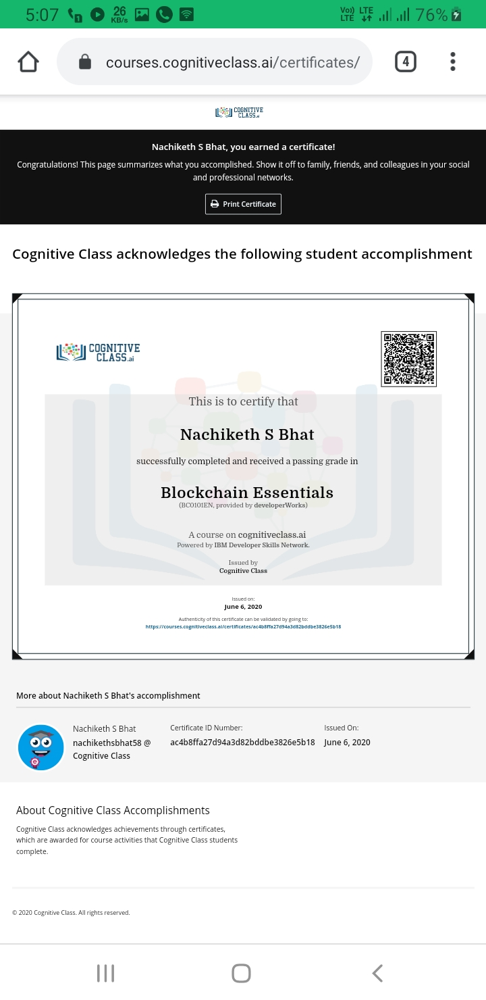 5:07 1 26 KB/s Vo)) LTE LTE 76%
courses.cognitiveclass.ai/certificates/ 4
COGNITIVE
CLASS.ai
Nachiketh S Bhat, you earned a certificate!
Congratulations! This page summarizes what you accomplished. Show it off to family, friends, and colleagues in your social
and professional networks.
Print Certificate
Cognitive Class acknowledges the following student accomplishment
COGNITIVE
CLASS.ai
This is to certify that
Nachiketh S Bhat
successfully completed and received a passing grade in
Blockchain Essentials
(BC0101EN, provided by developerWorks)
A course on cognitiveclass.ai
Powered by IBM Developer Skills Network.
Issued by
Cognitive Class
Issued on:
June 6, 2020
Authenticity of this certificate can be validated by going to:
https://courses.cognitiveclass.ai/certificates/ac4b8ffa27d94a3d82bddbe3826e5b18
More about Nachiketh S Bhat's accomplishment
Nachiketh S Bhat
nachikethsbhat58 @
Cognitive Class
Certificate ID Number:
ac4b8ffa27d94a3d82bddbe3826e5b18
Issued On:
June 6, 2020
About Cognitive Class Accomplishments
Cognitive Class acknowledges achievements through certificates,
which are awarded for course activities that Cognitive Class students
complete.
© 2020 Cognitive Class. All rights reserved.